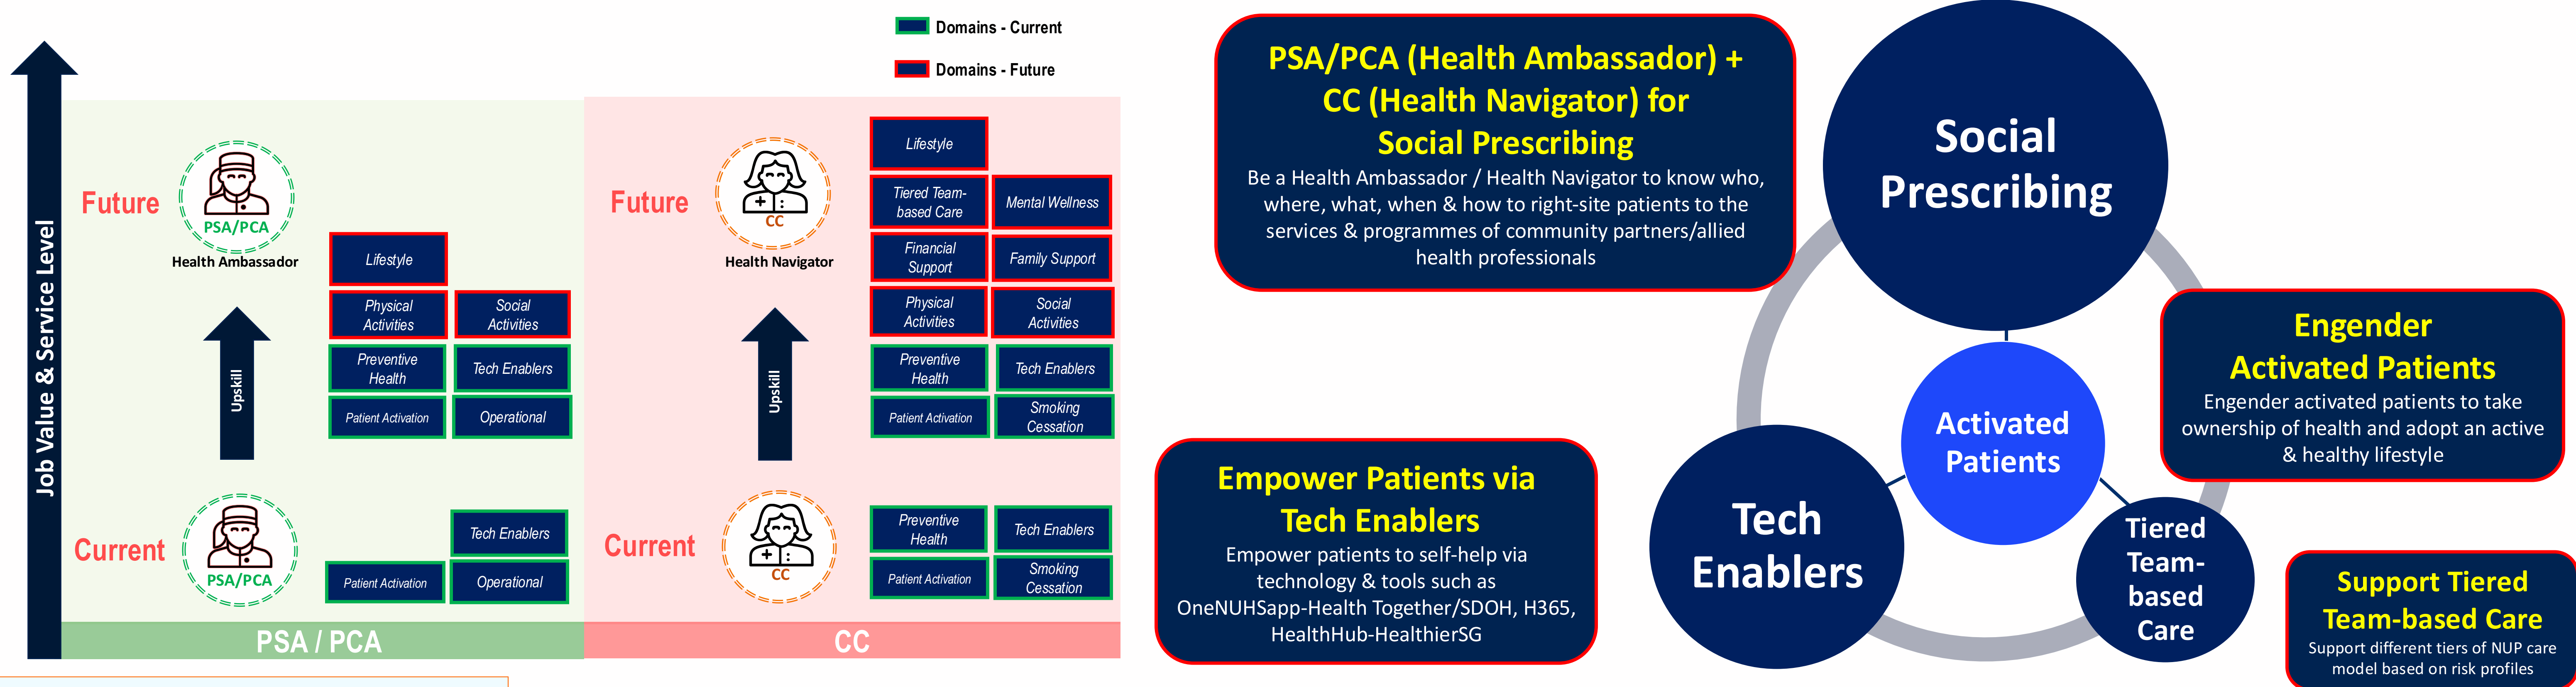 Domains - Current
Domains - Future
Job Value & Service Level
Future
PSA/PCA
Health Ambassador
Lifestyle
Physical
Activities
Social
Activities
Preventive
Health
Tech Enablers
Patient Activation
Operational
Upskill
Current
PSA/PCA
Tech Enablers
Patient Activation
Operational
PSA / PCA
Future
CC
Health Navigator
Lifestyle
Tiered Team-
based Care
Mental Wellness
Financial
Support
Family Support
Physical
Activities
Social
Activities
Preventive
Health
Tech Enablers
Patient Activation
Smoking
Cessation
Upskill
Current
CC
Preventive
Health
Tech Enablers
Patient Activation
Smoking
Cessation
CC
PSA/PCA (Health Ambassador) +
CC (Health Navigator) for
Social Prescribing
Be a Health Ambassador / Health Navigator to know who,
where, what, when & how to right-site patients to the
services & programmes of community partners/allied
health professionals
Social
Prescribing
Engender
Activated Patients
Engender activated patients to take
ownership of health and adopt an active
& healthy lifestyle
Activated
Patients
Empower Patients via
Tech Enablers
Empower patients to self-help via
technology & tools such as
OneNUHSapp-Health Together/SDOH, H365,
HealthHub-HealthierSG
Tech
Enablers
Tiered
Team-
based
Care
Support Tiered
Team-based Care
Support different tiers of NUP care
model based on risk profiles